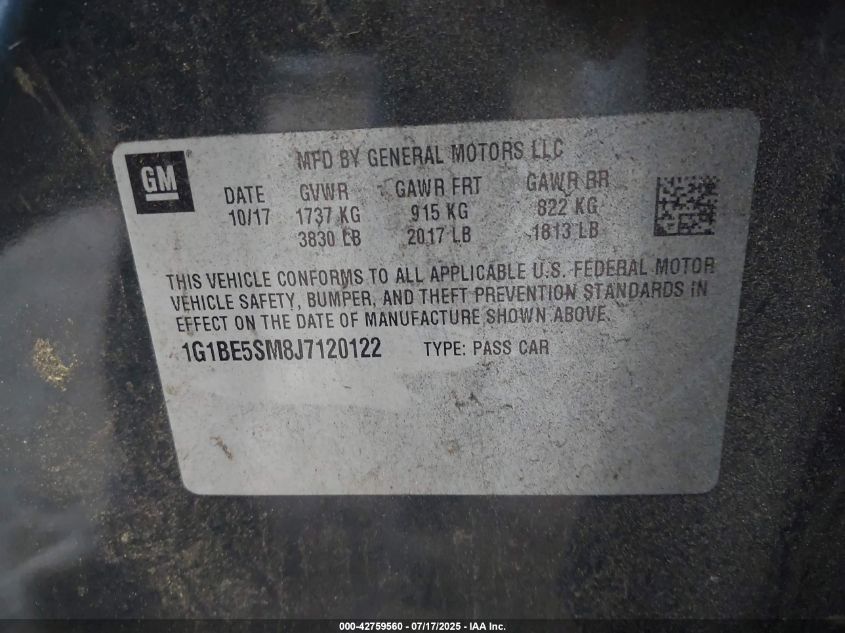 MFD BY GENERAL MOTORS LLC
GM
DATE GVWR GAWR FRT GAWR RR
10/17 1737 KG 915 KG 822 KG
3830 LB 2017 LB 1813 LB
THIS VEHICLE CONFORMS TO ALL APPLICABLE U.S. FEDERAL MOTOR
VEHICLE SAFETY, BUMPER, AND THEFT PREVENTION STANDARDS IN
EFFECT ON THE DATE OF MANUFACTURE SHOWN ABOVE.
1G1BE5SM8J7120122 TYPE: PASS CAR
000-42759560 - 07/17/2025 - IAA Inc.